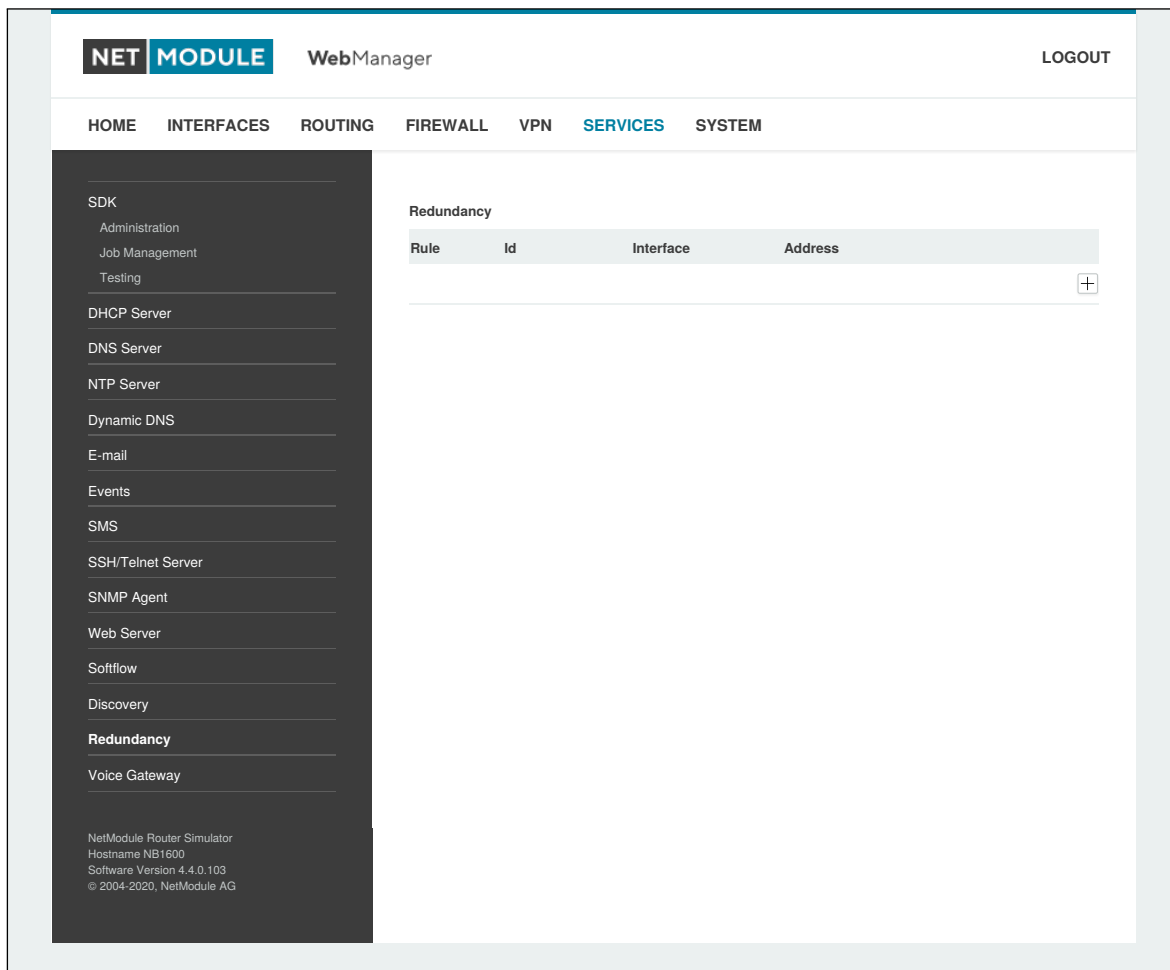 NET MODULE WebManager LOGOUT
HOME INTERFACES ROUTING FIREWALL VPN SERVICES SYSTEM
SDK
Administration
Job Management
Testing
DHCP Server
DNS Server
NTP Server
Dynamic DNS
E-mail
Events
SMS
SSH/Telnet Server
SNMP Agent
Web Server
Softflow
Discovery
Redundancy
Voice Gateway
NetModule Router Simulator
Hostname NB1600
Software Version 4.4.0.103
© 2004-2020, NetModule AG
Redundancy
Rule Id Interface Address